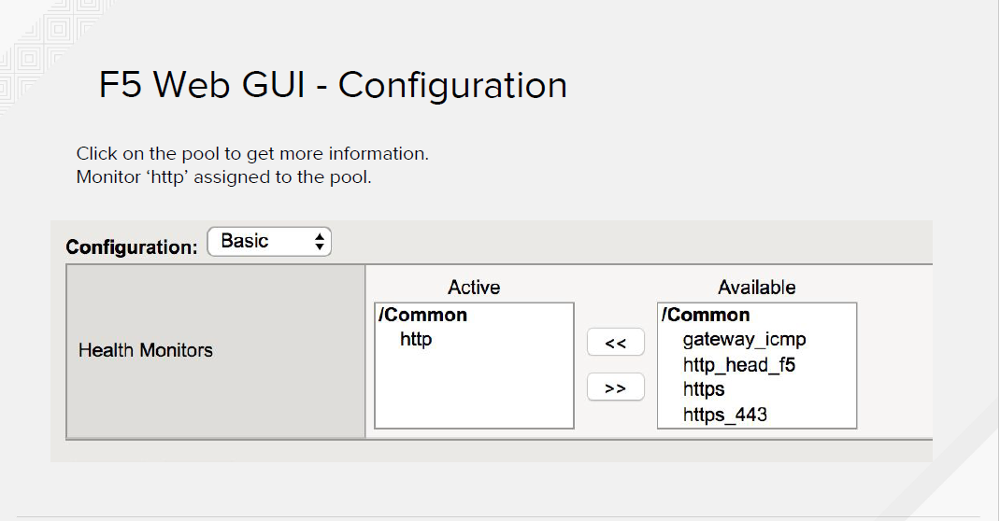 F5 Web GUI - Configuration
Click on the pool to get more information.
Monitor ‘http’ assigned to the pool.
Configuration: Basic
Active
Available
/Common
http
<<
>>
/Common
gateway_icmp
http_head_f5
https
https_443
Health Monitors